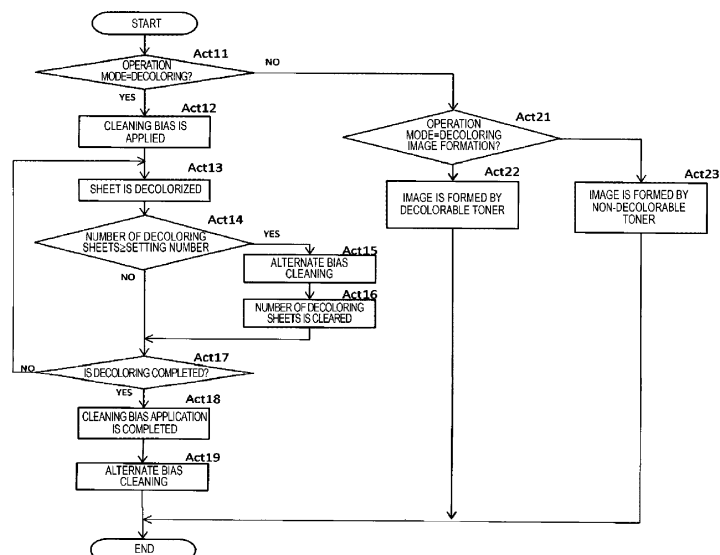 START
Act11
OPERATION
MODE=DECOLORING?
NO
YES
Act12
CLEANING BIAS IS
APPLIED
Act13
SHEET IS DECOLORIZED
Act14
NUMBER OF DECOLORING
SHEETS≥SETTING NUMBER
YES
NO
Act15
ALTERNATE BIAS
CLEANING
Act16
NUMBER OF DECOLORING
SHEETS IS CLEARED
Act17
IS DECOLORING COMPLETED?
NO
YES
Act18
CLEANING BIAS APPLICATION
IS COMPLETED
Act19
ALTERNATE BIAS
CLEANING
END
Act21
OPERATION
MODE=DECOLORING
IMAGE FORMATION?
Act22
IMAGE IS FORMED BY
DECOLORABLE TONER
Act23
IMAGE IS FORMED BY
NON-DECOLORABLE
TONER